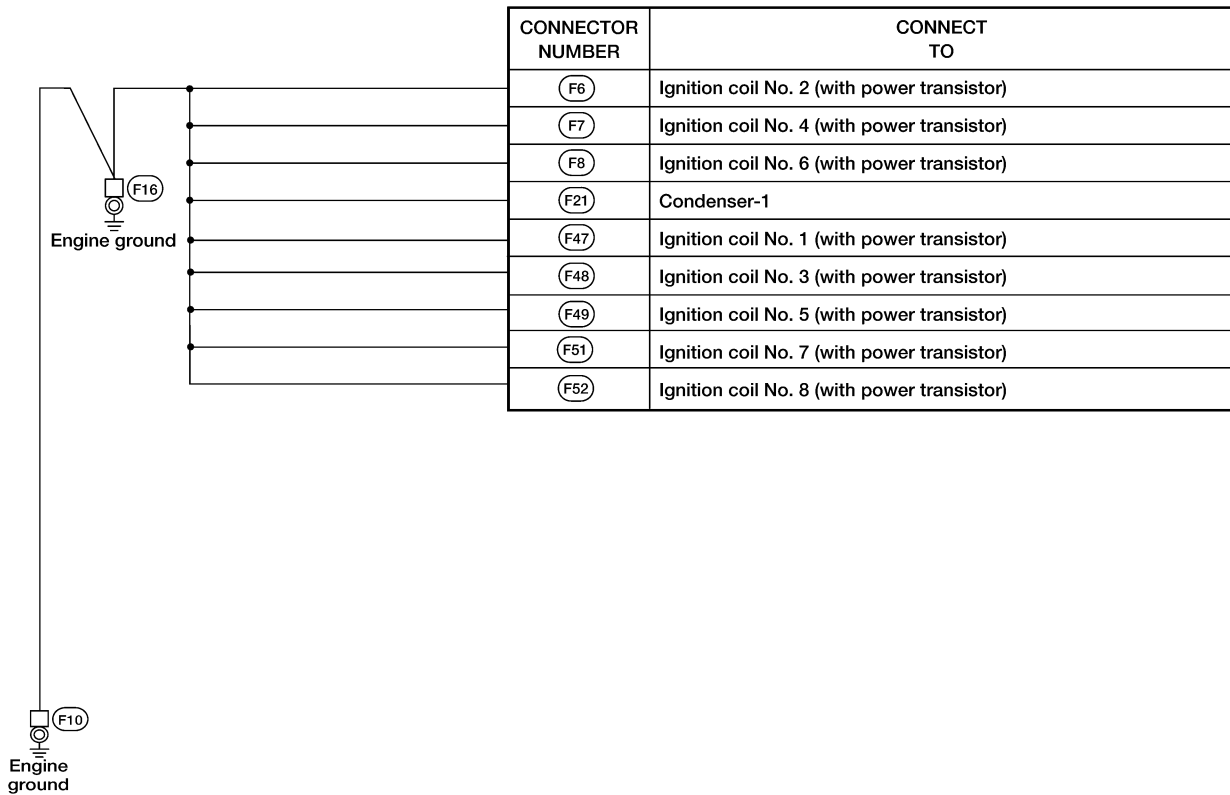 CONNECTOR NUMBER
CONNECT TO
F6 Ignition coil No. 2 (with power transistor)
F7 Ignition coil No. 4 (with power transistor)
F8 Ignition coil No. 6 (with power transistor)
F21 Condenser-1
F47 Ignition coil No. 1 (with power transistor)
F48 Ignition coil No. 3 (with power transistor)
F49 Ignition coil No. 5 (with power transistor)
F51 Ignition coil No. 7 (with power transistor)
F52 Ignition coil No. 8 (with power transistor)
F16
Engine ground
F10
Engine
ground